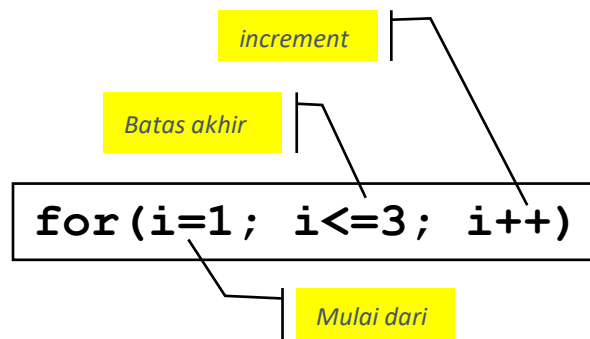 increment
Batas akhir
for(i=1; i<=3; i++)
Mulai dari